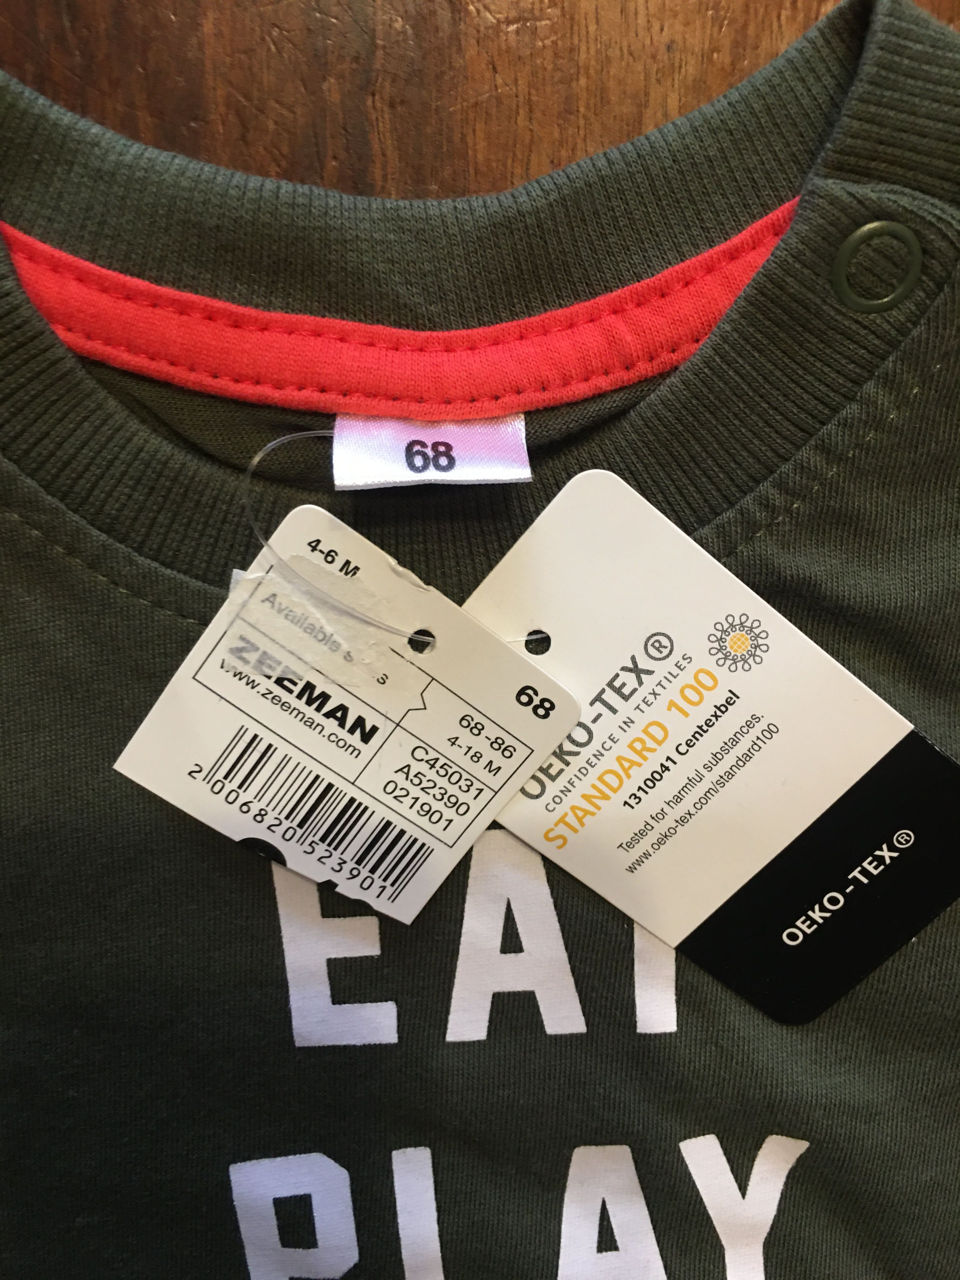 68
4-6 M
Available s
s
ZEEMAN
www.zeeman.com
68
68-86
4-18 M
C45031
A52390
021901
2 006820 523901
OEKO-TEX®
CONFIDENCE IN TEXTILES
STANDARD 100
1310041 Centexbel
Tested for harmful substances.
www.oeko-tex.com/standard100
OEKO-TEX®
EAT
PLAY